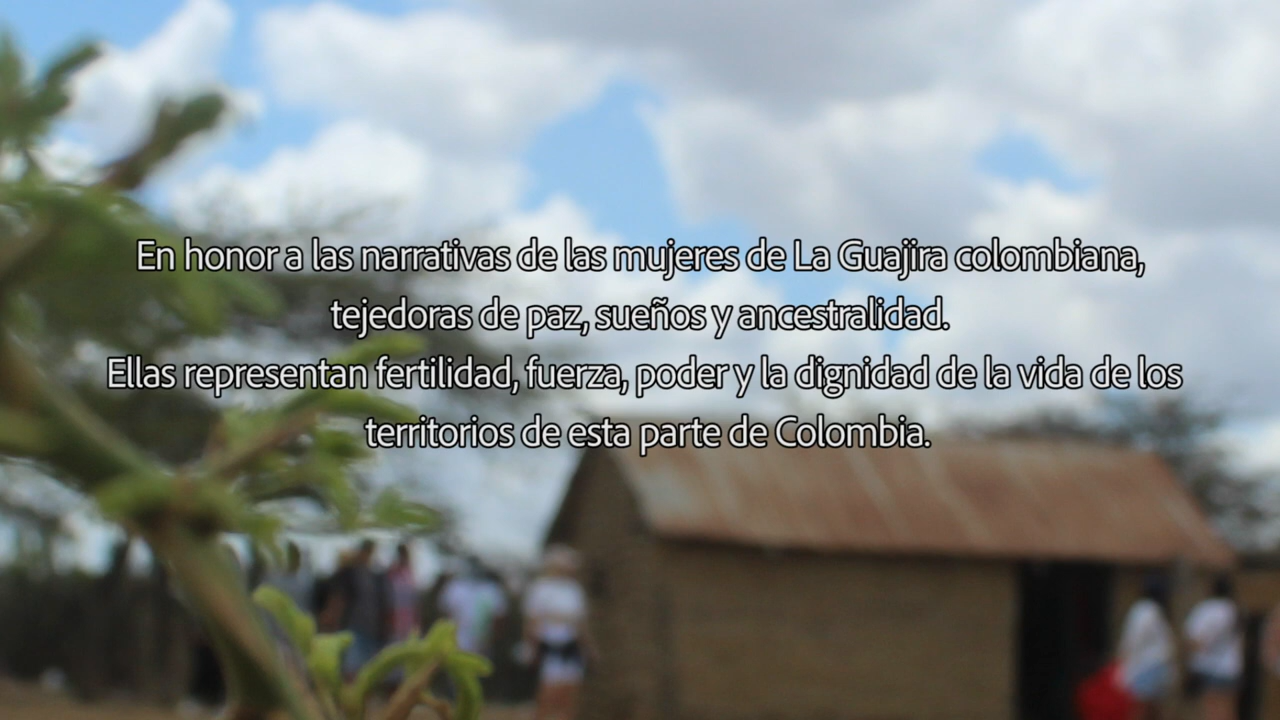 En honor a las narrativas de las mujeres de La Guajira colombiana,
tejedoras de paz, sueños y ancestralidad.
Ellas representan fertilidad, fuerza, poder y la dignidad de la vida de los
territorios de esta parte de Colombia.